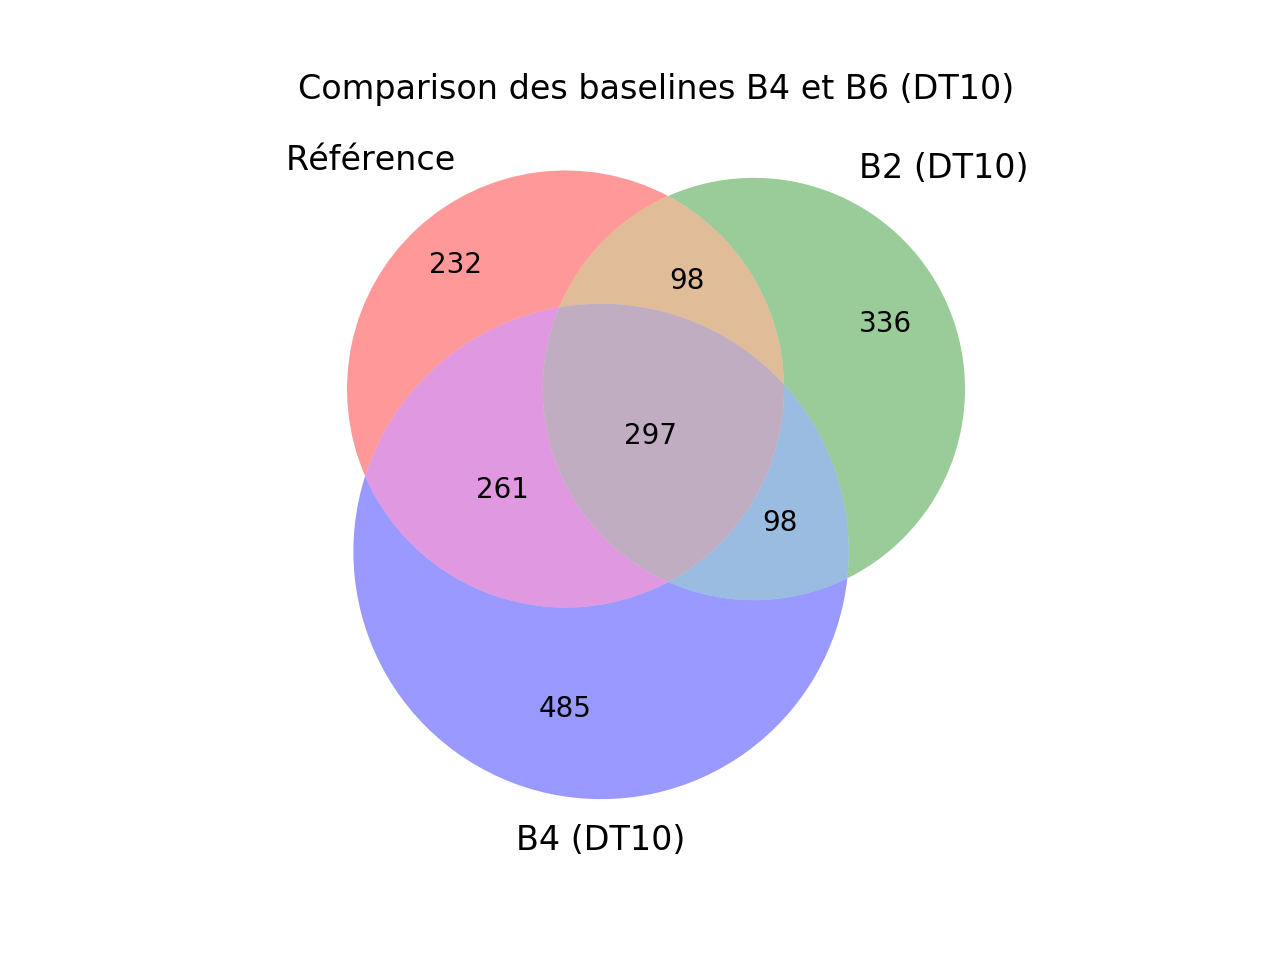 Comparison des baselines B4 et B6 (DT10)
Référence
B2 (DT10)
232
98
336
297
261
98
485
B4 (DT10)